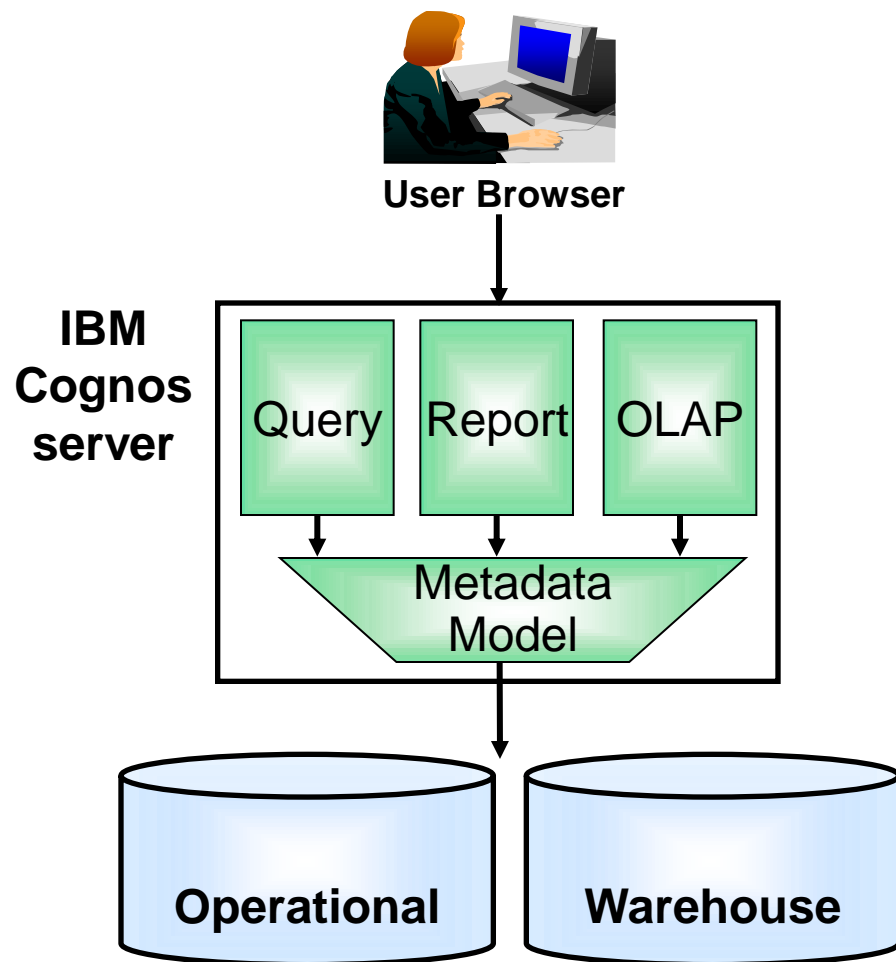 User Browser
IBM
Cognos
server
Query
Report
OLAP
Metadata
Model
Operational
Warehouse